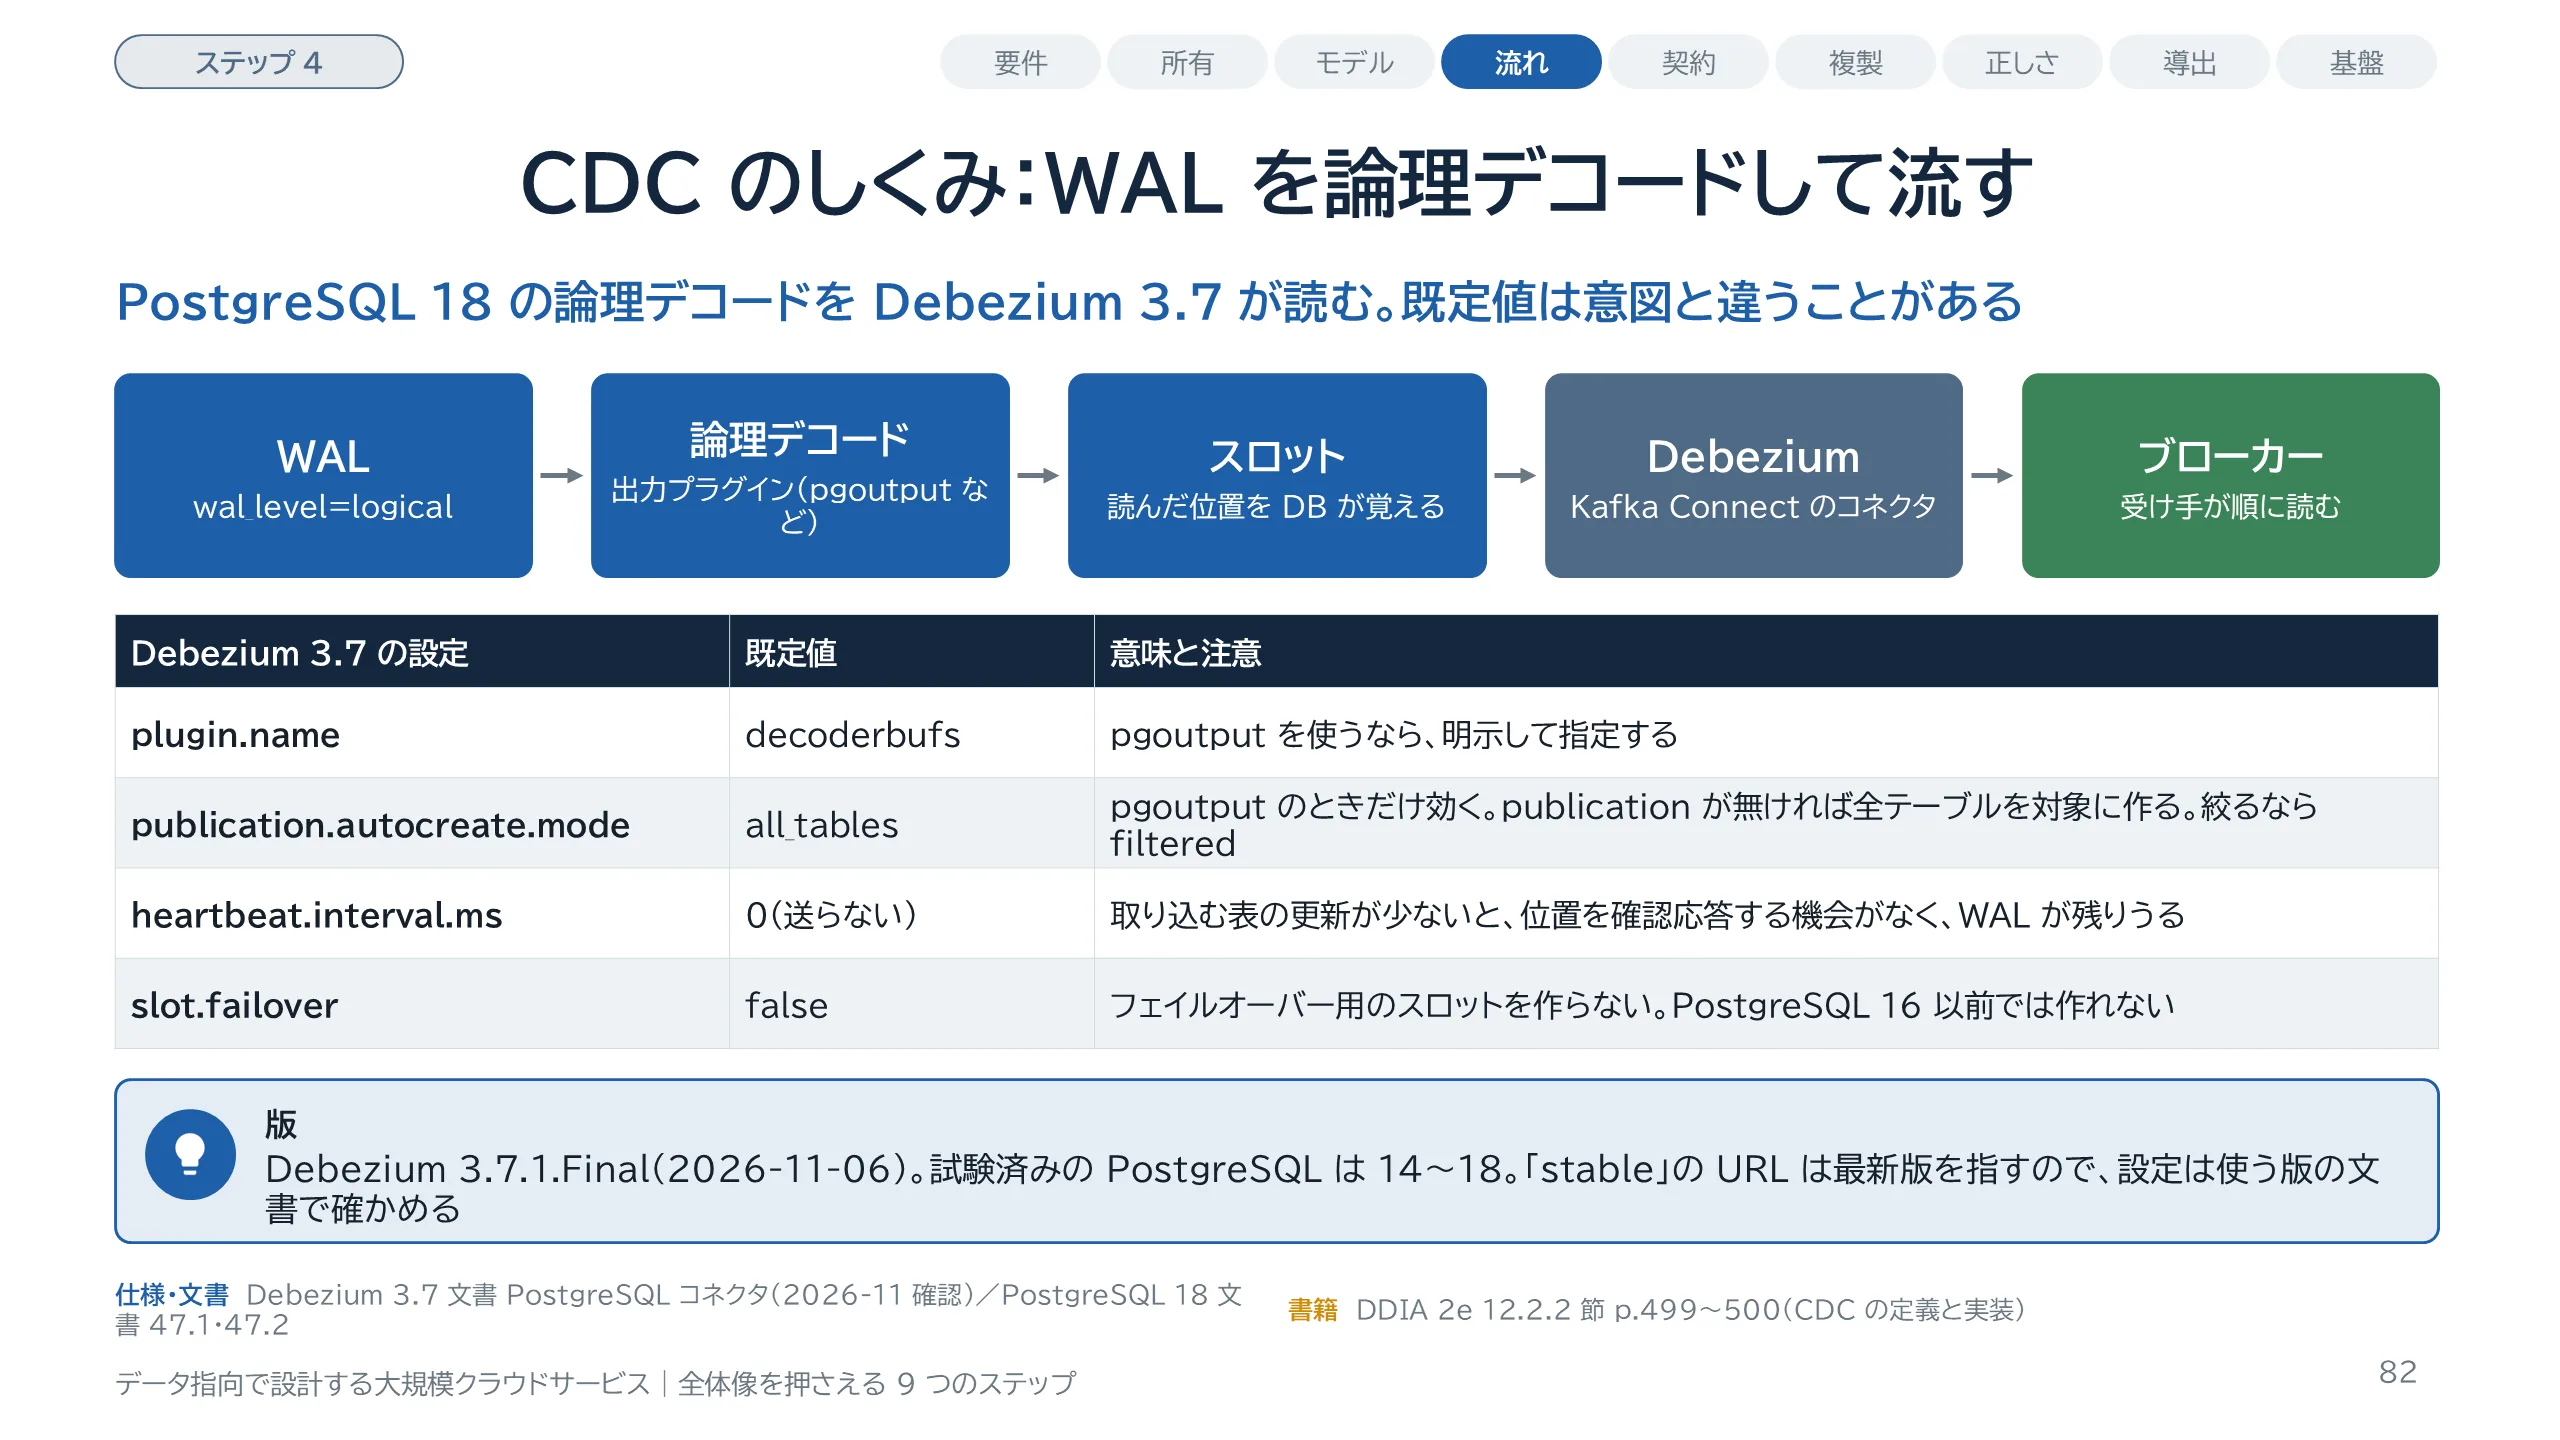 ステップ 4
要件
所有
モデル
流れ
契約
複製
正しさ
導出
基盤
CDC のしくみ：WAL を論理デコードして流す
PostgreSQL 18 の論理デコードを Debezium 3.7 が読む。既定値は意図と違うことがある
WAL
wal_level=logical
論理デコード
出力プラグイン（pgoutput な
ど）
スロット
読んだ位置を DB が覚える
Debezium
Kafka Connect のコネクタ
ブローカー
受け手が順に読む
Debezium 3.7 の設定
既定値
意味と注意
plugin.name
decoderbufs
pgoutput を使うなら、明示して指定する
publication.autocreate.mode
all_tables
pgoutput のときだけ効く。publication が無ければ全テーブルを対象に作る。絞るなら
filtered
heartbeat.interval.ms
0（送らない）
取り込む表の更新が少ないと、位置を確認応答する機会がなく、WAL が残りうる
slot.failover
false
フェイルオーバー用のスロットを作らない。PostgreSQL 16 以前では作れない
版
Debezium 3.7.1.Final（2026-11-06）。試験済みの PostgreSQL は 14〜18。「stable」の URL は最新版を指すので、設定は使う版の文
書で確かめる
仕様・文書 Debezium 3.7 文書 PostgreSQL コネクタ（2026-11 確認）／PostgreSQL 18 文
書 47.1・47.2
書籍 DDIA 2e 12.2.2 節 p.499〜500（CDC の定義と実装）
データ指向で設計する大規模クラウドサービス｜全体像を押さえる 9 つのステップ
82